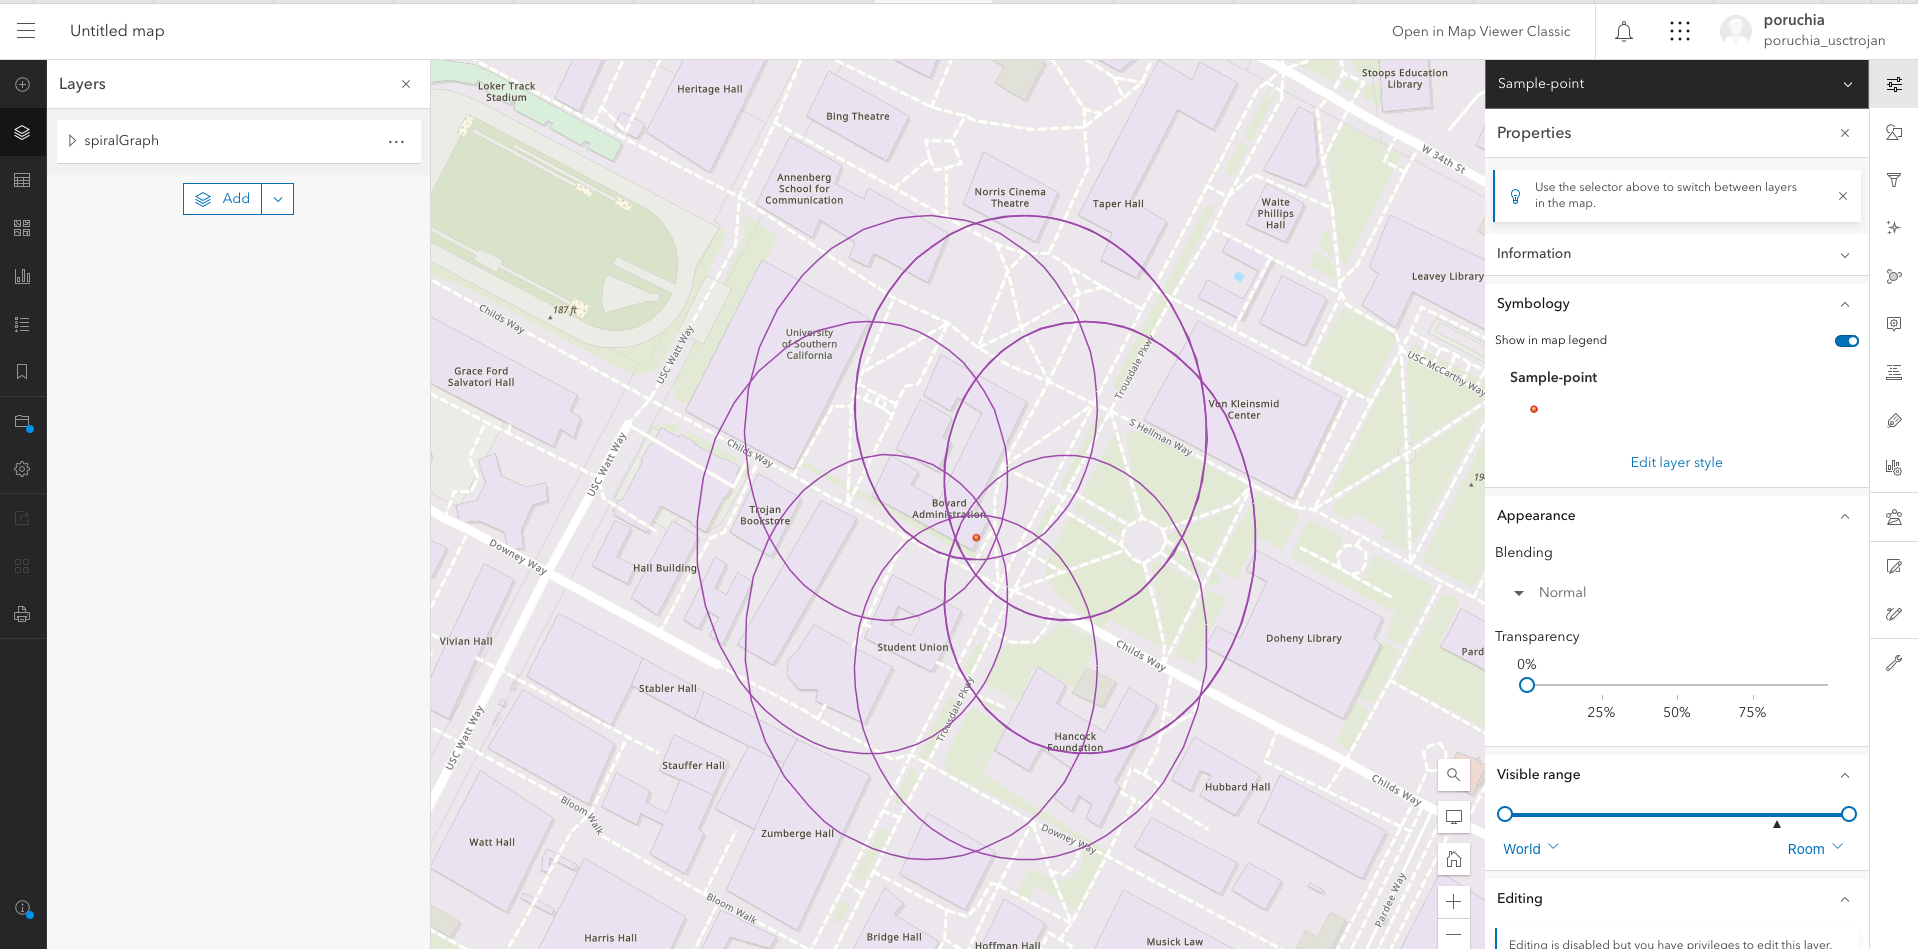 Untitled map
Open in Map Viewer Classic
poruchia
poruchia_usctrojan
Layers
spiralGraph
Add
Loker Track
Stadium
Heritage Hall
Bing Theatre
Stoops Education
Library
W 34th St
Annenberg
School for
Communication
Norris Cinema
Theatre
Taper Hall
Waite
Phillips
Hall
Leavey Library
187 ft
Childs Way
USC Watt Way
University
of Southern
California
Trousdale Pkwy
USC McCarthy Way
Grace Ford
Salvatori Hall
Von Kleinsmid
Center
S Hellman Way
USC Watt Way
Childs Way
Trojan
Bookstore
Bovard
Administration
19
Downey Way
Hall Building
Vivian Hall
Student Union
Childs Way
Doheny Library
Pard
Stabler Hall
Trousdale Pkwy
USC Watt Way
Hancock
Foundation
Stauffer Hall
Hubbard Hall
Childs Way
Bloom Walk
Zumberge Hall
Downey Way
Watt Hall
Bloom Walk
Pardee Way
Harris Hall
Bridge Hall
Hoffman Hall
Musick Law
Sample-point
Properties
Use the selector above to switch between layers
in the map.
Information
Symbology
Show in map legend
Sample-point
Edit layer style
Appearance
Blending
Normal
Transparency
0%
25%
50%
75%
Visible range
World
Room
Editing
Editing is disabled but you have privileges to edit this layer.